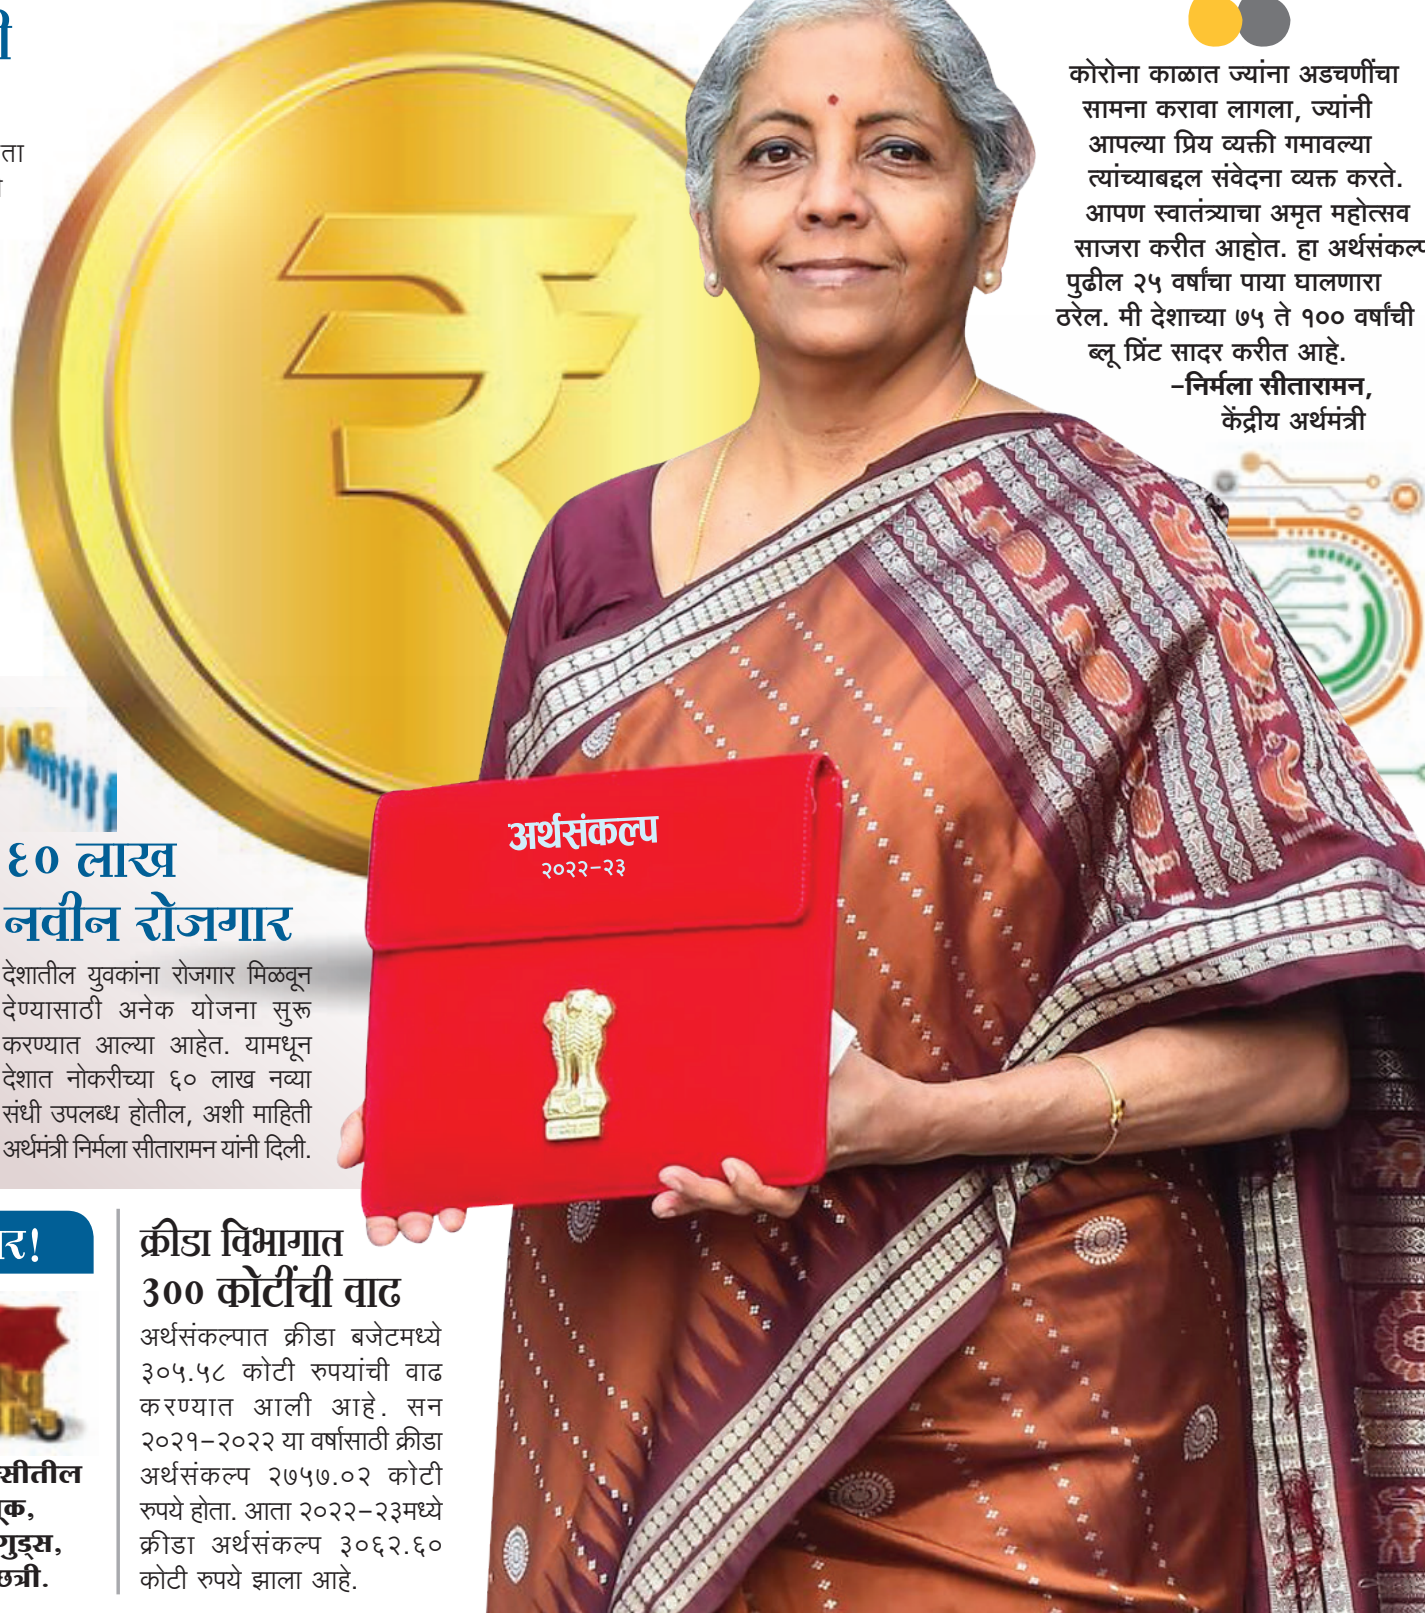 कोरोना काळात ज्यांना अडचणींचा
सामना करावा लागला, ज्यांनी
आपल्या प्रिय व्यक्ती गमावल्या
त्यांच्याबद्दल संवेदना व्यक्त करते.
आपण स्वातंत्र्याचा अमृत महोत्सव
साजरा करीत आहोत. हा अर्थसंकल्प
पुढील २५ वर्षांचा पाया घालणारा
ठरेल. मी देशाच्या ७५ ते १०० वर्षांची
ब्लू प्रिंट सादर करीत आहे.
–निर्मला सीतारामन,
केंद्रीय अर्थमंत्री
ता
JOB
अर्थसंकल्प
२०२२–२३
६० लाख
नवीन रोजगार
देशातील युवकांना रोजगार मिळवून
देण्यासाठी अनेक योजना सुरू
करण्यात आल्या आहेत. यामधून
देशात नोकरीच्या ६० लाख नव्या
संधी उपलब्ध होतील, अशी माहिती
अर्थमंत्री निर्मला सीतारामन यांनी दिली.
र!
सीतील
क,
गुड्स,
छत्री.
क्रीडा विभागात
३०० कोटींची वाढ
अर्थसंकल्पात क्रीडा बजेटमध्ये
३०५.५८ कोटी रुपयांची वाढ
करण्यात आली आहे. सन
२०२१–२०२२ या वर्षासाठी क्रीडा
अर्थसंकल्प २७५७.०२ कोटी
रुपये होता. आता २०२२–२३मध्ये
क्रीडा अर्थसंकल्प ३०६२.६०
कोटी रुपये झाला आहे.